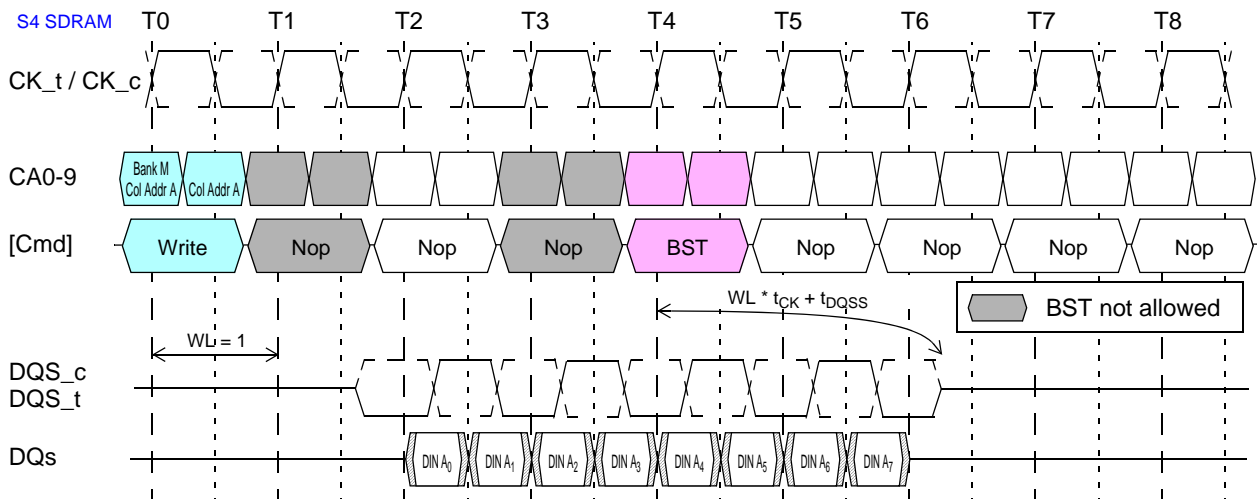 S4 SDRAM T0 T1 T2 T3 T4 T5 T6 T7 T8
CK_t / CK_c
CA0-9 Bank M Col Addr A Col Addr A
[Cmd] Write Nop Nop Nop BST Nop Nop Nop Nop
WL * tCK + tDQSS
BST not allowed
WL = 1
DQS_c
DQS_t
DQs DIN A0 DIN A1 DIN A2 DIN A3 DIN A4 DIN A5 DIN A6 DIN A7